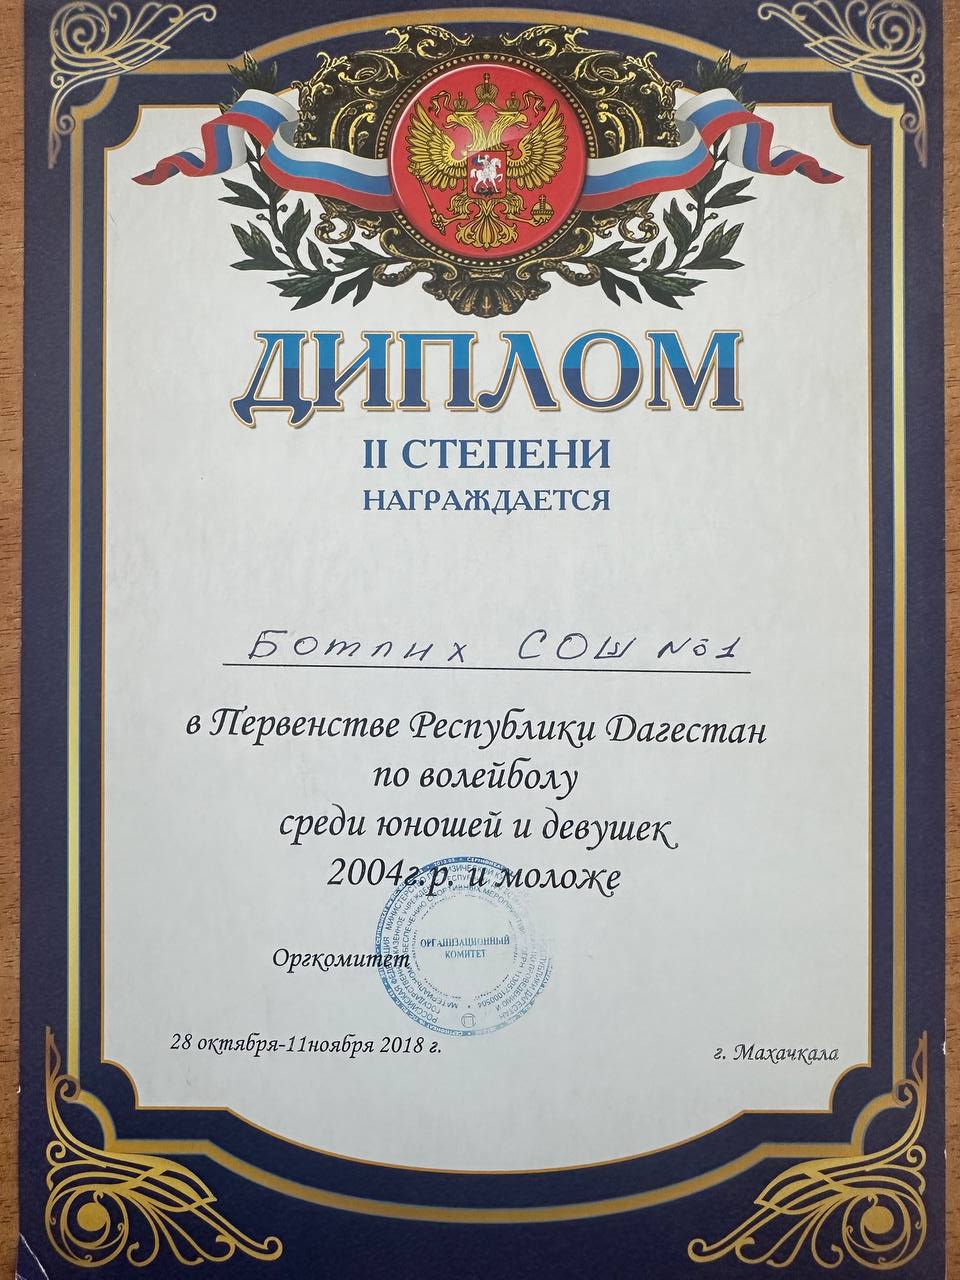 ДИПЛОМ
II СТЕПЕНИ
НАГРАЖДАЕТСЯ
Ботлих СОШ №1
в Первенстве Республики Дагестан
по волейболу
среди юношей и девушек
2004г.р. и моложе
ОРГАНИЗАЦИОННЫЙ
КОМИТЕТ
Оргкомитет
28 октября-11ноября 2018 г.
г. Махачкала